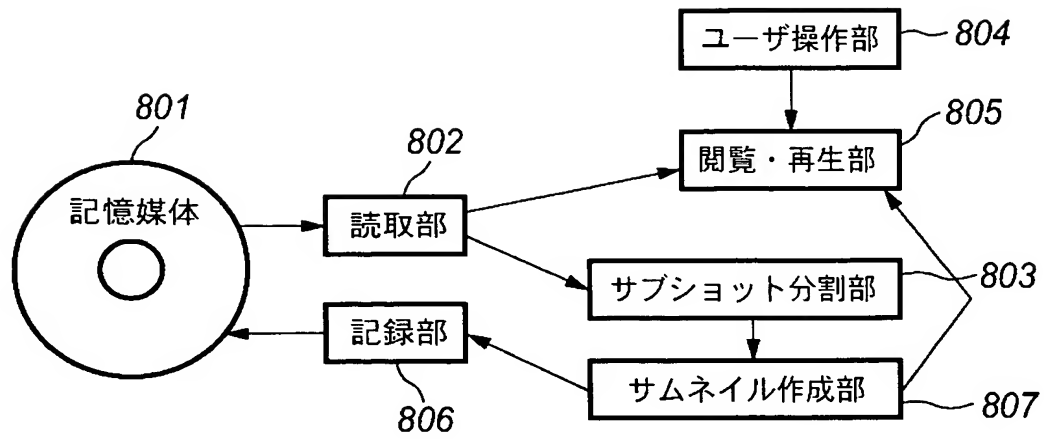 ユーザ操作部
804
801
805
802
閲覧・再生部
記憶媒体
読取部
サブショット分割部
803
記録部
サムネイル作成部
806
807